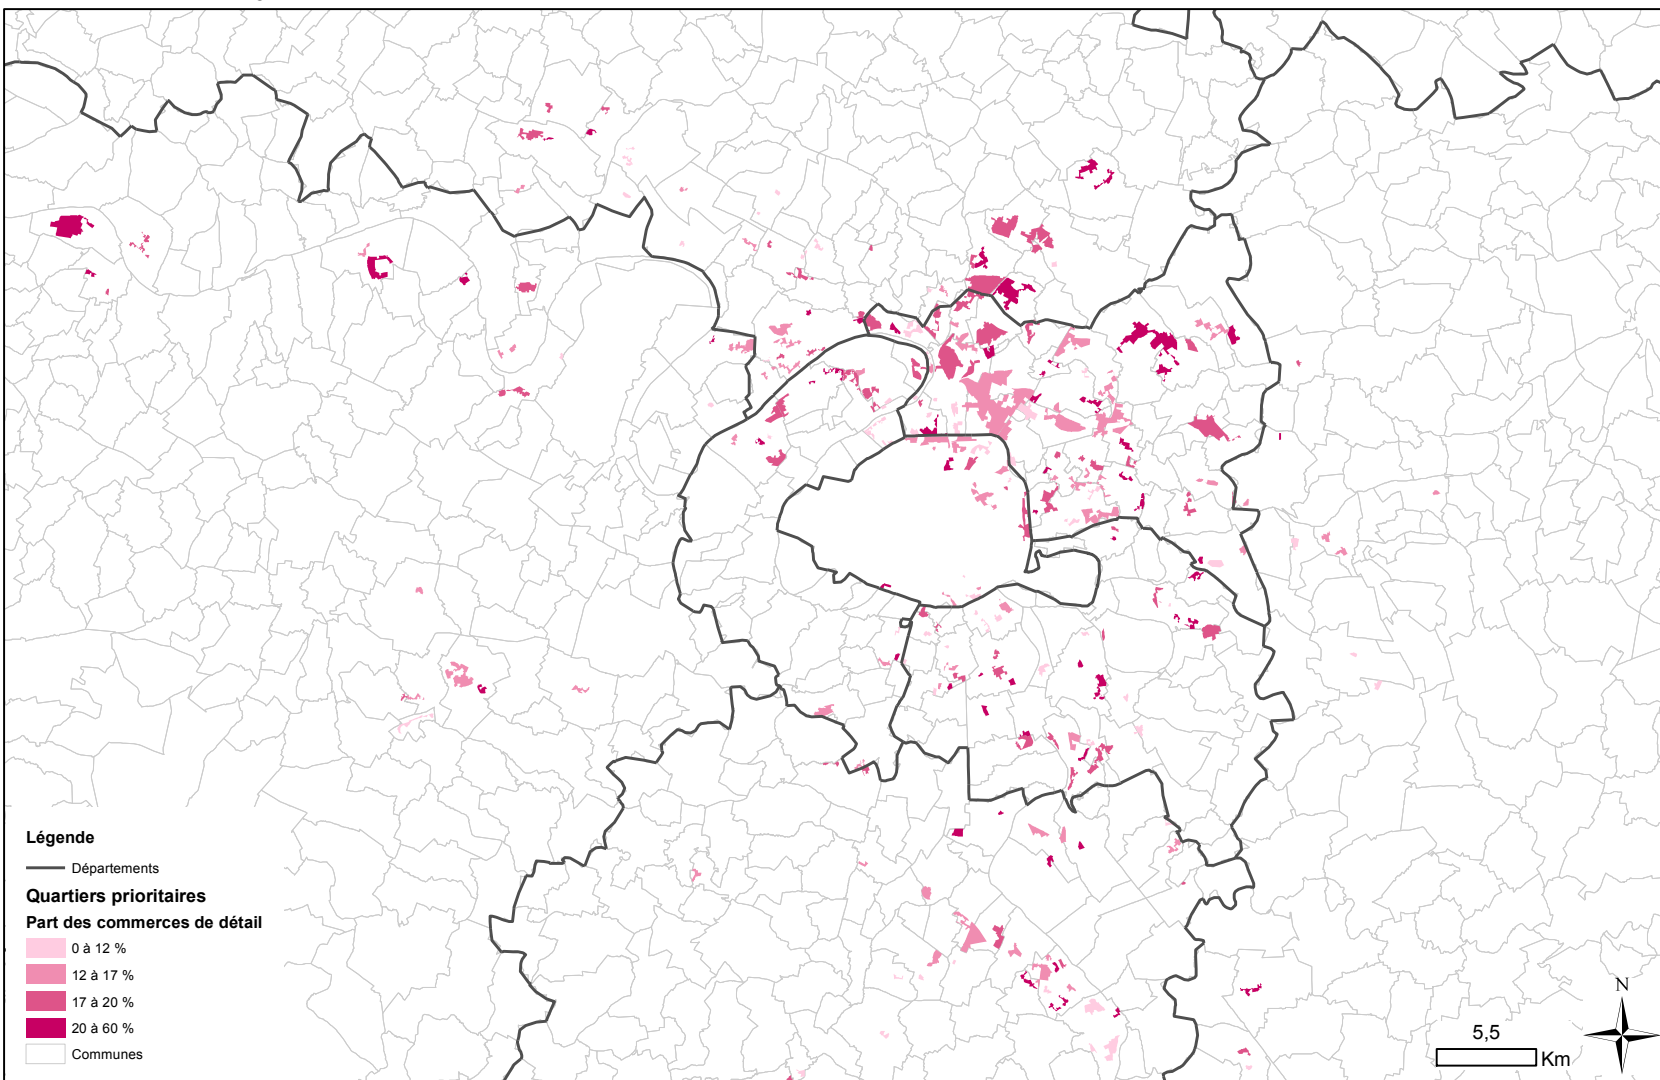 Légende
Départements
Quartiers prioritaires
Part des commerces de détail
0 à 12 %
12 à 17 %
17 à 20 %
20 à 60 %
Communes
N
5,5
Km